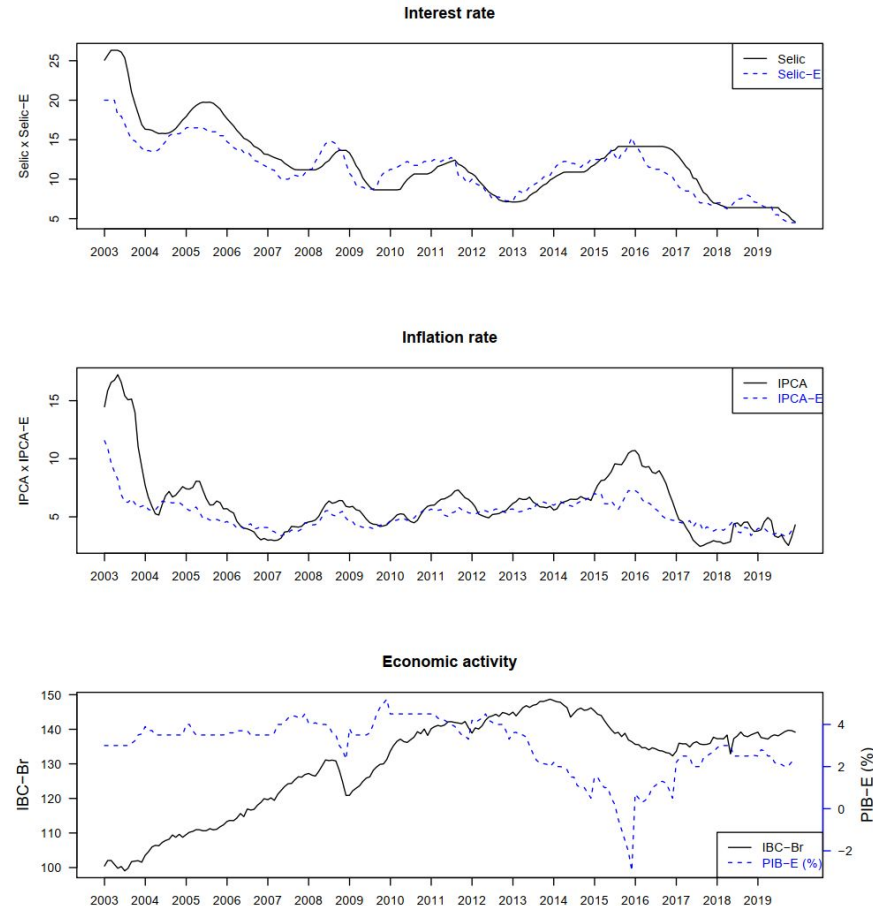 Interest rate
Selic x Selic−E
25
20
15
10
5
Selic
Selic−E
2003 2004 2005 2006 2007 2008 2009 2010 2011 2012 2013 2014 2015 2016 2017 2018 2019
Inflation rate
IPCA x IPCA−E
15
10
5
IPCA
IPCA−E
2003 2004 2005 2006 2007 2008 2009 2010 2011 2012 2013 2014 2015 2016 2017 2018 2019
Economic activity
IBC−Br
150
140
130
120
110
100
4
2
0
−2
PIB−E (%)
IBC−Br
PIB−E (%)
2003 2004 2005 2006 2007 2008 2009 2010 2011 2012 2013 2014 2015 2016 2017 2018 2019